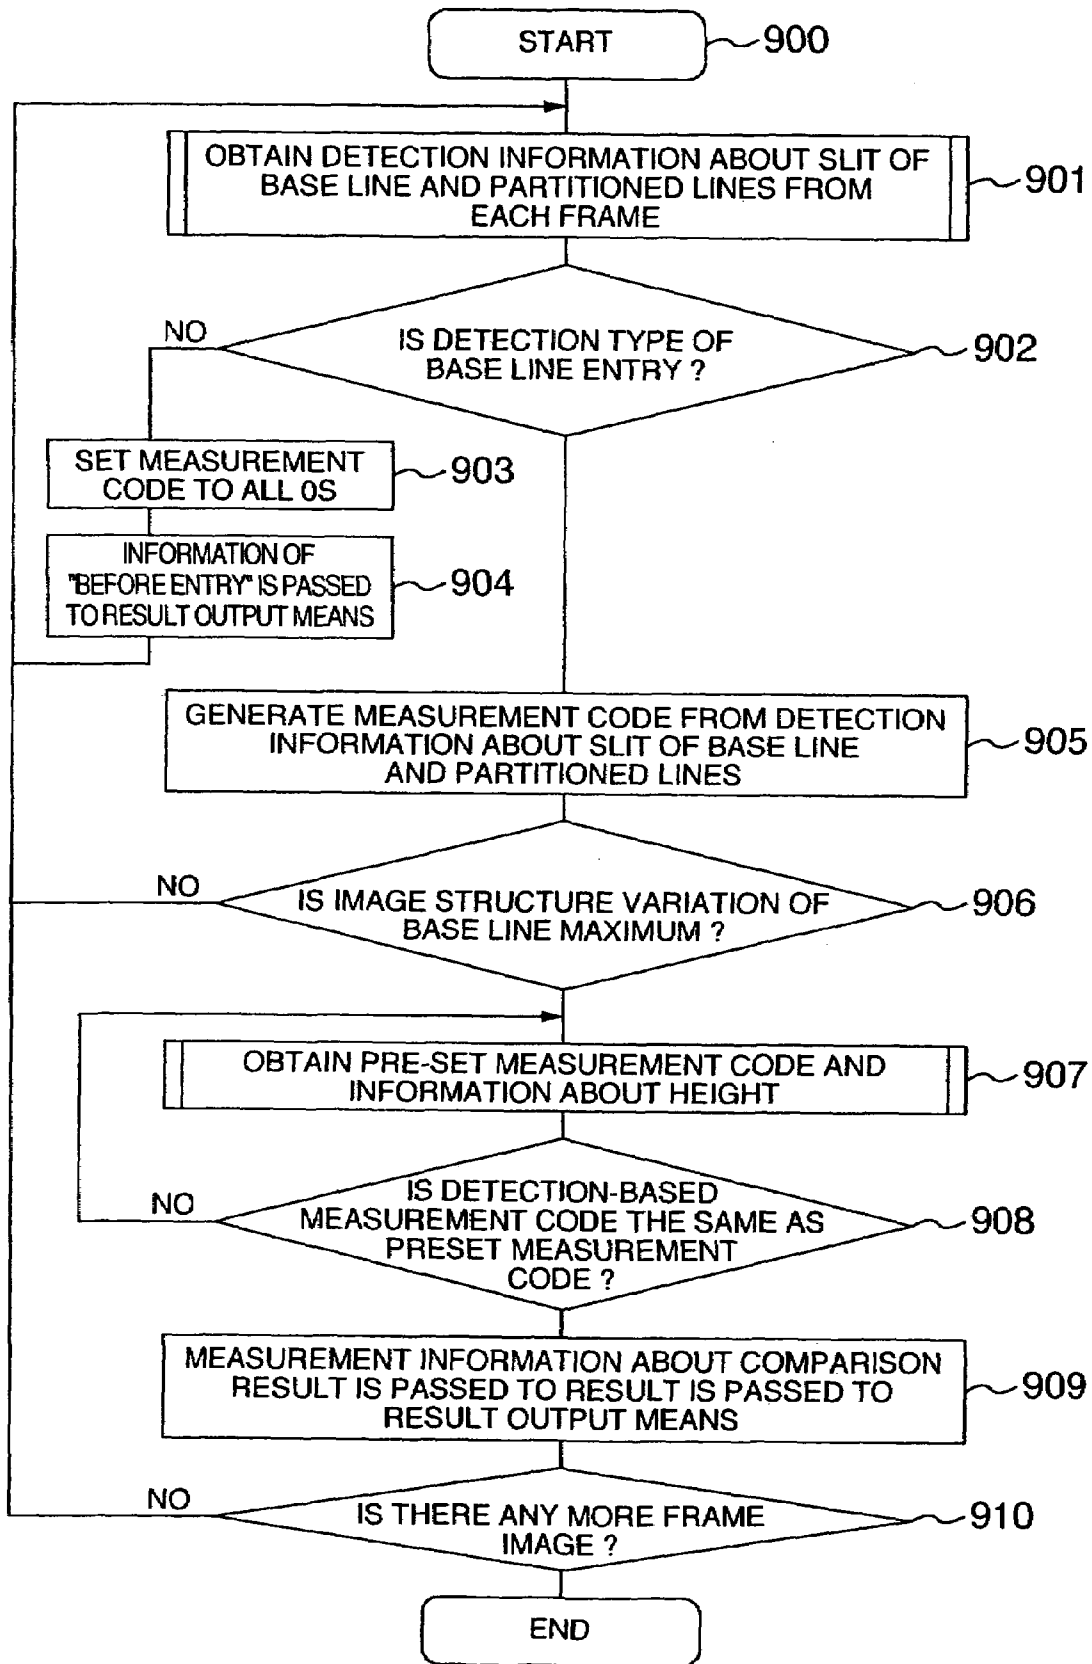 START
900
OBTAIN DETECTION INFORMATION ABOUT SLIT OF
BASE LINE AND PARTITIONED LINES FROM
EACH FRAME
901
NO
IS DETECTION TYPE OF
BASE LINE ENTRY ?
902
SET MEASUREMENT
CODE TO ALL 0S
903
INFORMATION OF
"BEFORE ENTRY" IS PASSED
TO RESULT OUTPUT MEANS
904
GENERATE MEASUREMENT CODE FROM DETECTION
INFORMATION ABOUT SLIT OF BASE LINE
AND PARTITIONED LINES
905
NO
IS IMAGE STRUCTURE VARIATION OF
BASE LINE MAXIMUM ?
906
OBTAIN PRE-SET MEASUREMENT CODE AND
INFORMATION ABOUT HEIGHT
907
NO
IS DETECTION-BASED
MEASUREMENT CODE THE SAME AS
PRESET MEASUREMENT
CODE ?
908
MEASUREMENT INFORMATION ABOUT COMPARISON
RESULT IS PASSED TO RESULT IS PASSED TO
RESULT OUTPUT MEANS
909
NO
IS THERE ANY MORE FRAME
IMAGE ?
910
END